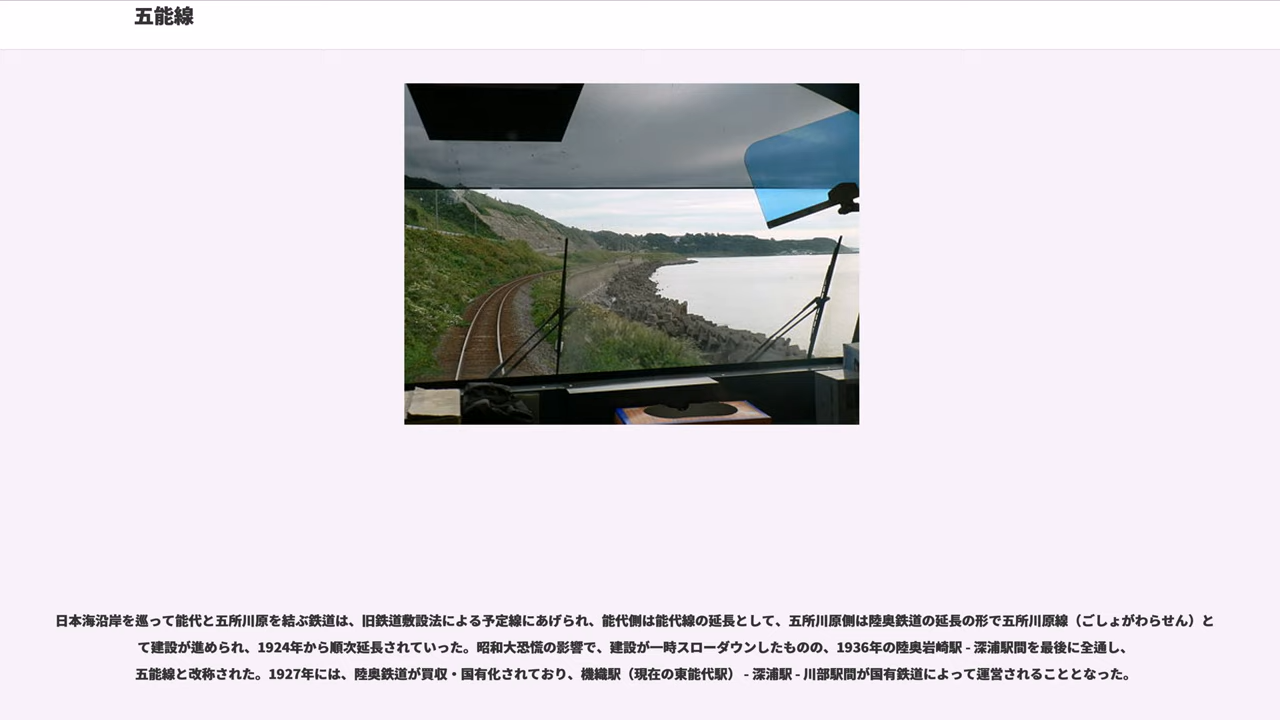 五能線
日本海沿岸を巡って能代と五所川原を結ぶ鉄道は、旧鉄道敷設法による予定線にあげられ、能代側は能代線の延長として、五所川原側は陸奥鉄道の延長の形で五所川原線（ごしょがわらせん）と
て建設が進められ、1924年から順次延長されていった。昭和大恐慌の影響で、建設が一時スローダウンしたものの、1936年の陸奥岩崎駅 - 深浦駅間を最後に全通し、
五能線と改称された。1927年には、陸奥鉄道が買収・国有化されており、機織駅（現在の東能代駅） - 深浦駅 - 川部駅間が国有鉄道によって運営されることとなった。